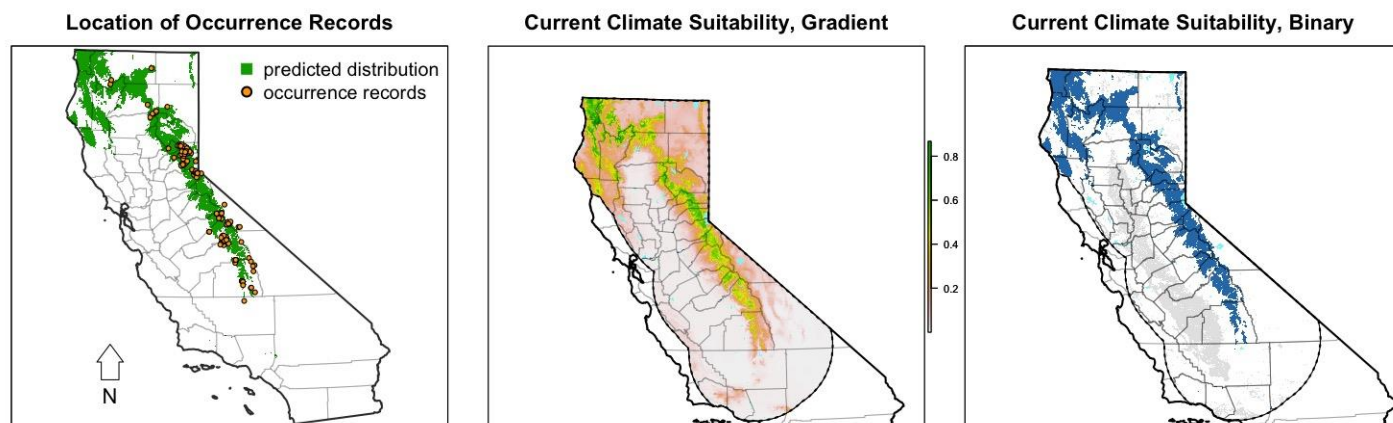 Location of Occurrence Records
predicted distribution
occurrence records
N
Current Climate Suitability, Gradient
0.8
0.6
0.4
0.2
Current Climate Suitability, Binary